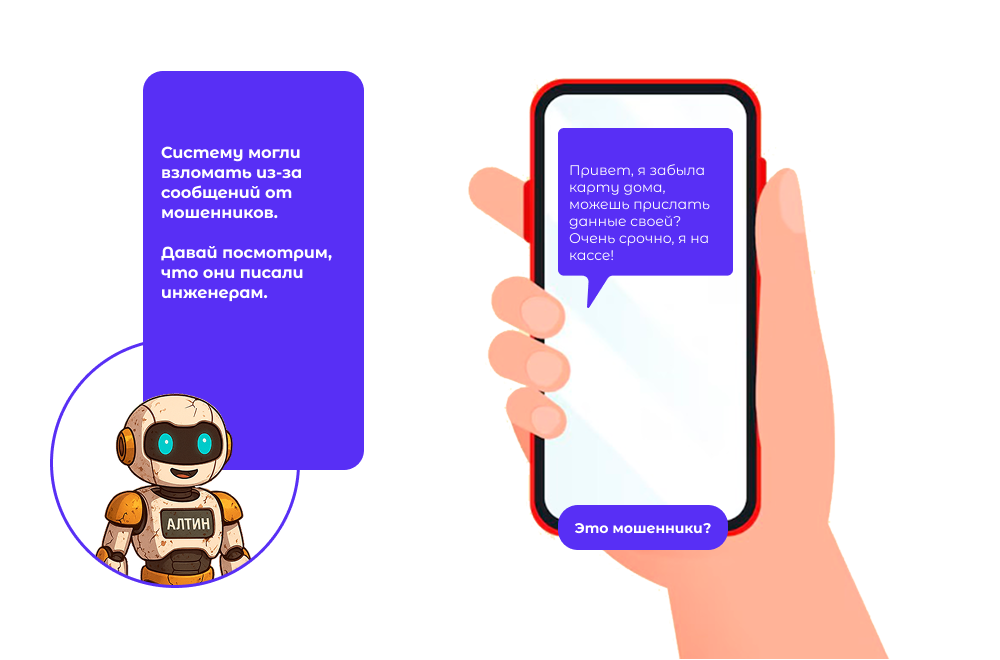 Систему могли
взломать из-за
сообщений от
мошенников.
Давай посмотрим,
что они писали
инженерам.
АЛТИН
Привет, я забыла
карту дома,
можешь прислать
данные своей?
Очень срочно, я на
кассе!
Это мошенники?